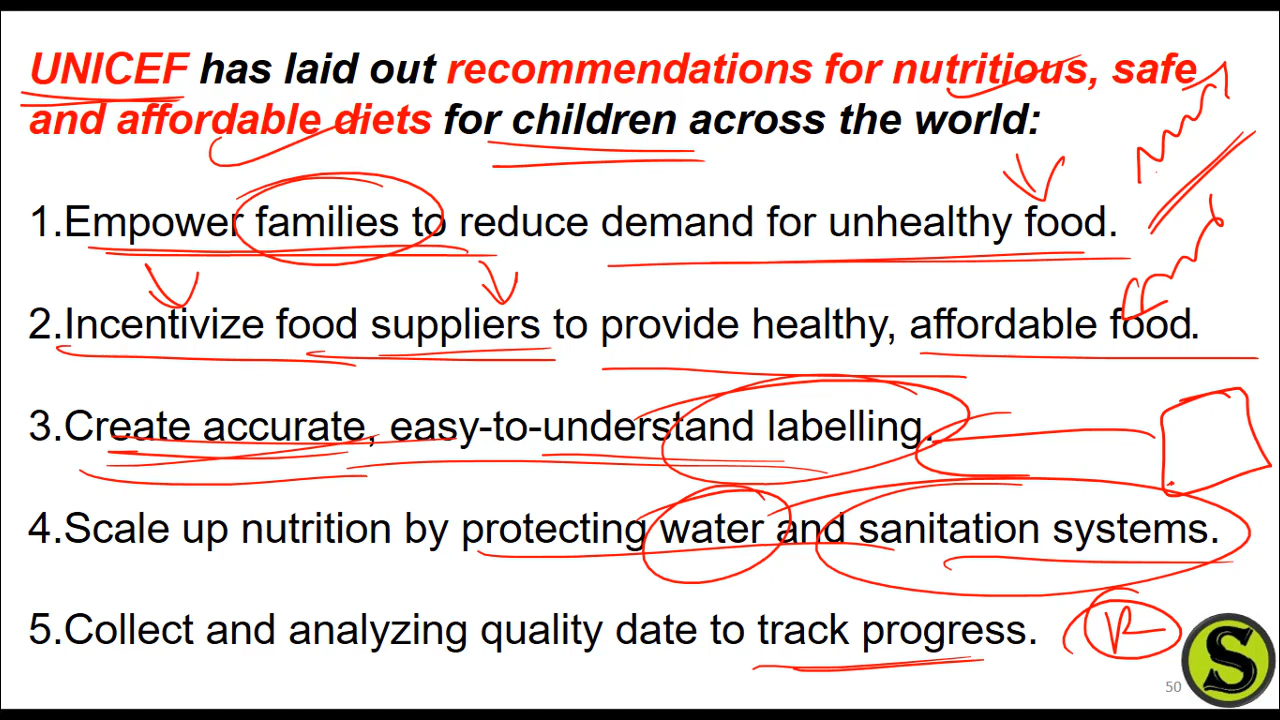 UNICEF has laid out recommendations for nutritious, safe
and affordable diets for children across the world:
1.Empower families to reduce demand for unhealthy food.
2.Incentivize food suppliers to provide healthy, affordable food.
3.Create accurate, easy-to-understand labelling.
4.Scale up nutrition by protecting water and sanitation systems.
5.Collect and analyzing quality date to track progress.
50
S